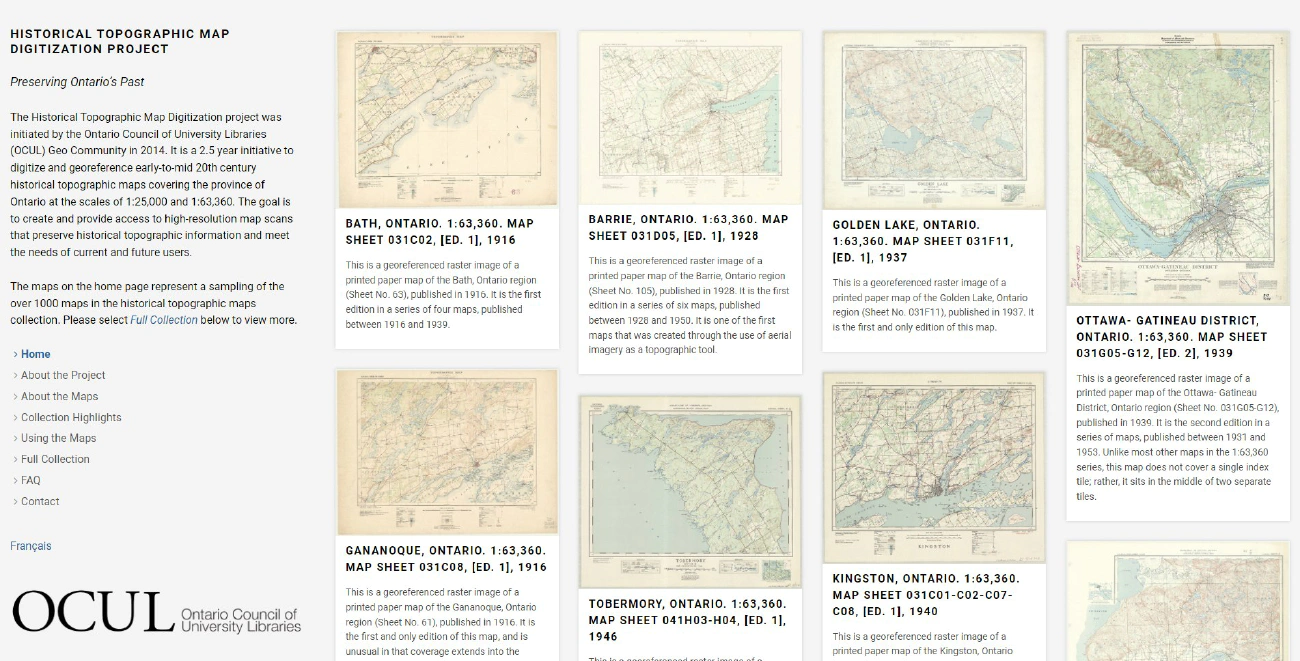 HISTORICAL TOPOGRAPHIC MAP
DIGITIZATION PROJECT
Preserving Ontario's Past
The Historical Topographic Map Digitization project was
initiated by the Ontario Council of University Libraries
(OCUL) Geo Community in 2014. It is a 2.5 year initiative to
digitize and georeference early-to-mid 20th century
historical topographic maps covering the province of
Ontario at the scales of 1:25,000 and 1:63,360. The goal is
to create and provide access to high-resolution map scans
that preserve historical topographic information and meet
the needs of current and future users.
The maps on the home page represent a sampling of the
over 1000 maps in the historical topographic maps
collection. Please select Full Collection below to view more.
› Home
› About the Project
› About the Maps
› Collection Highlights
› Using the Maps
› Full Collection
› FAQ
› Contact
Français
OCUL Ontario Council of
University Libraries
BATH, ONTARIO. 1:63,360. MAP
SHEET 031C02, [ED. 1], 1916
This is a georeferenced raster image of a
printed paper map of the Bath, Ontario region
(Sheet No. 63), published in 1916. It is the first
edition in a series of four maps, published
between 1916 and 1939.
GANANOQUE, ONTARIO. 1:63,360.
MAP SHEET 031C08, [ED. 1], 1916
This is a georeferenced raster image of a
printed paper map of the Gananoque, Ontario
region (Sheet No. 61), published in 1916. It is
the first and only edition of this map, and is
unusual in that coverage extends into the
BARRIE, ONTARIO. 1:63,360. MAP
SHEET 031D05, [ED. 1], 1928
This is a georeferenced raster image of a
printed paper map of the Barrie, Ontario region
(Sheet No. 105), published in 1928. It is the first
edition in a series of six maps, published
between 1928 and 1950. It is one of the first
maps that was created through the use of aerial
imagery as a topographic tool.
TOBERMORY
TOBERMORY, ONTARIO. 1:63,360.
MAP SHEET 041H03-H04, [ED. 1],
1946
This is a georeferenced raster image of a
GOLDEN LAKE
GOLDEN LAKE, ONTARIO.
1:63,360. MAP SHEET 031F11,
[ED. 1], 1937
This is a georeferenced raster image of a
printed paper map of the Golden Lake, Ontario
region (Sheet No. 031F11), published in 1937. It
is the first and only edition of this map.
KINGSTON
KINGSTON, ONTARIO. 1:63,360.
MAP SHEET 031C01-C02-C07-
C08, [ED. 1], 1940
This is a georeferenced raster image of a
printed paper map of the Kingston, Ontario
OTTAWA-GATINEAU DISTRICT
OTTAWA- GATINEAU DISTRICT,
ONTARIO. 1:63,360. MAP SHEET
031G05-G12, [ED. 2], 1939
This is a georeferenced raster image of a
printed paper map of the Ottawa- Gatineau
District, Ontario region (Sheet No. 031G05-G12),
published in 1939. It is the second edition in a
series of maps, published between 1931 and
1953. Unlike most other maps in the 1:63,360
series, this map does not cover a single index
tile; rather, it sits in the middle of two separate
tiles.